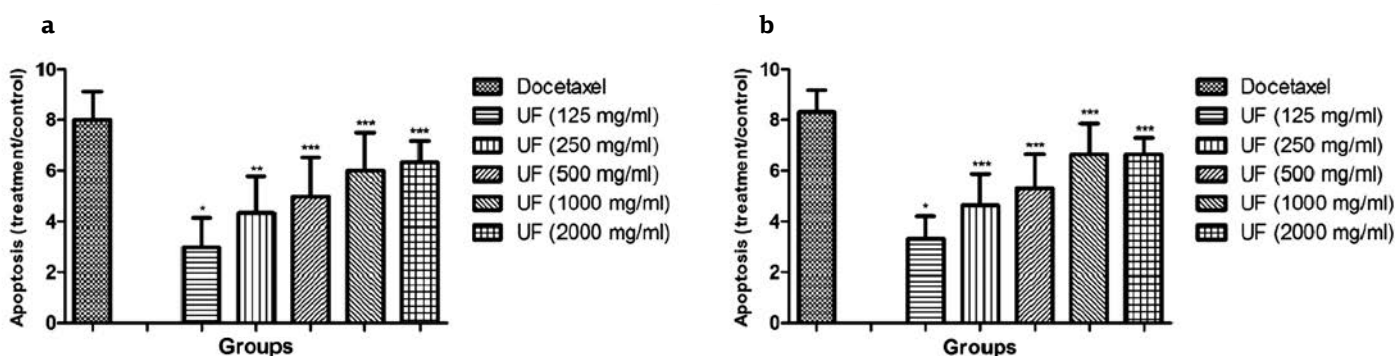 a
Apoptosis (treatment/control)
10
8
6
4
2
0
*
**
***
***
***
Groups
Docetaxel
UF (125 mg/ml)
UF (250 mg/ml)
UF (500 mg/ml)
UF (1000 mg/ml)
UF (2000 mg/ml)
b
Apoptosis (treatment/control)
10
8
6
4
2
0
*
***
***
***
***
Groups
Docetaxel
UF (125 mg/ml)
UF (250 mg/ml)
UF (500 mg/ml)
UF (1000 mg/ml)
UF (2000 mg/ml)